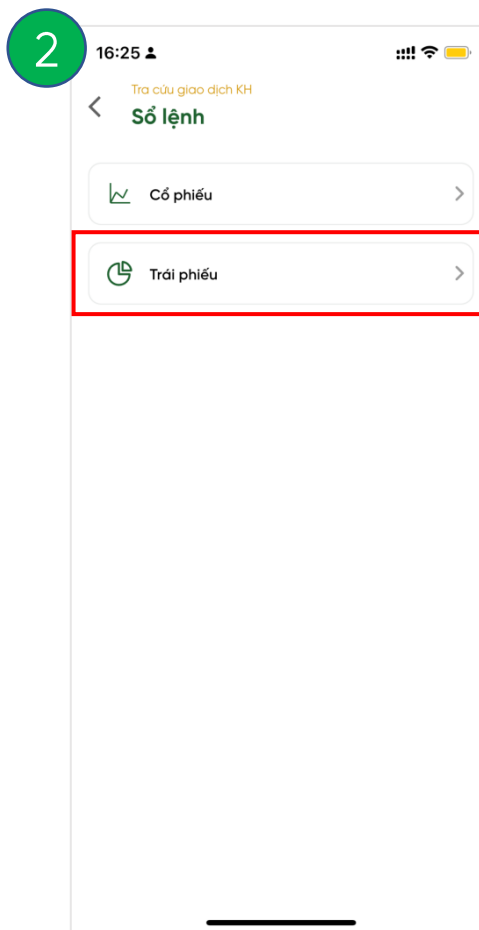 2
16:25
Tra cứu giao dịch KH
Sổ lệnh
Cổ phiếu
Trái phiếu